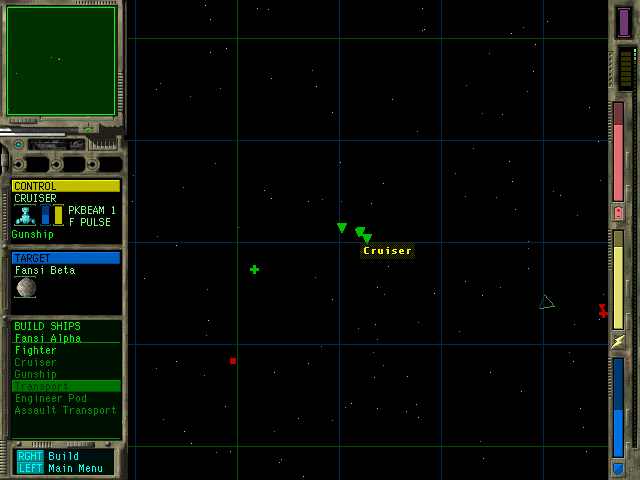 CONTROL
CRUISER
PKBEAM 1
F PULSE
Gunship
TARGET
Fansi Beta
BUILD SHIPS
Fansi Alpha
Fighter
Cruiser
Gunship
Transport
Engineer Pod
Assault Transport
RGHT Build
LEFT Main Menu
Cruiser